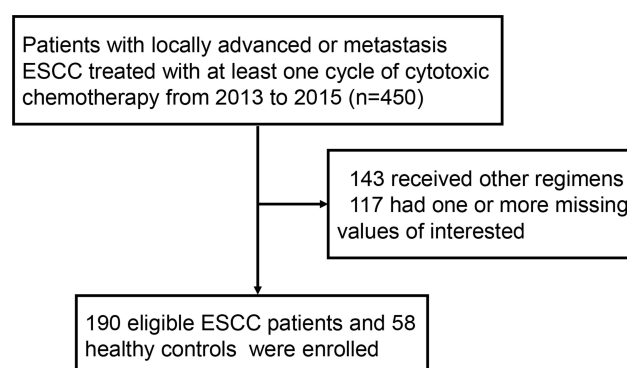 Patients with locally advanced or metastasis
ESCC treated with at least one cycle of cytotoxic
chemotherapy from 2013 to 2015 (n=450)
143 received other regimens
117 had one or more missing
values of interested
190 eligible ESCC patients and 58
healthy controls were enrolled